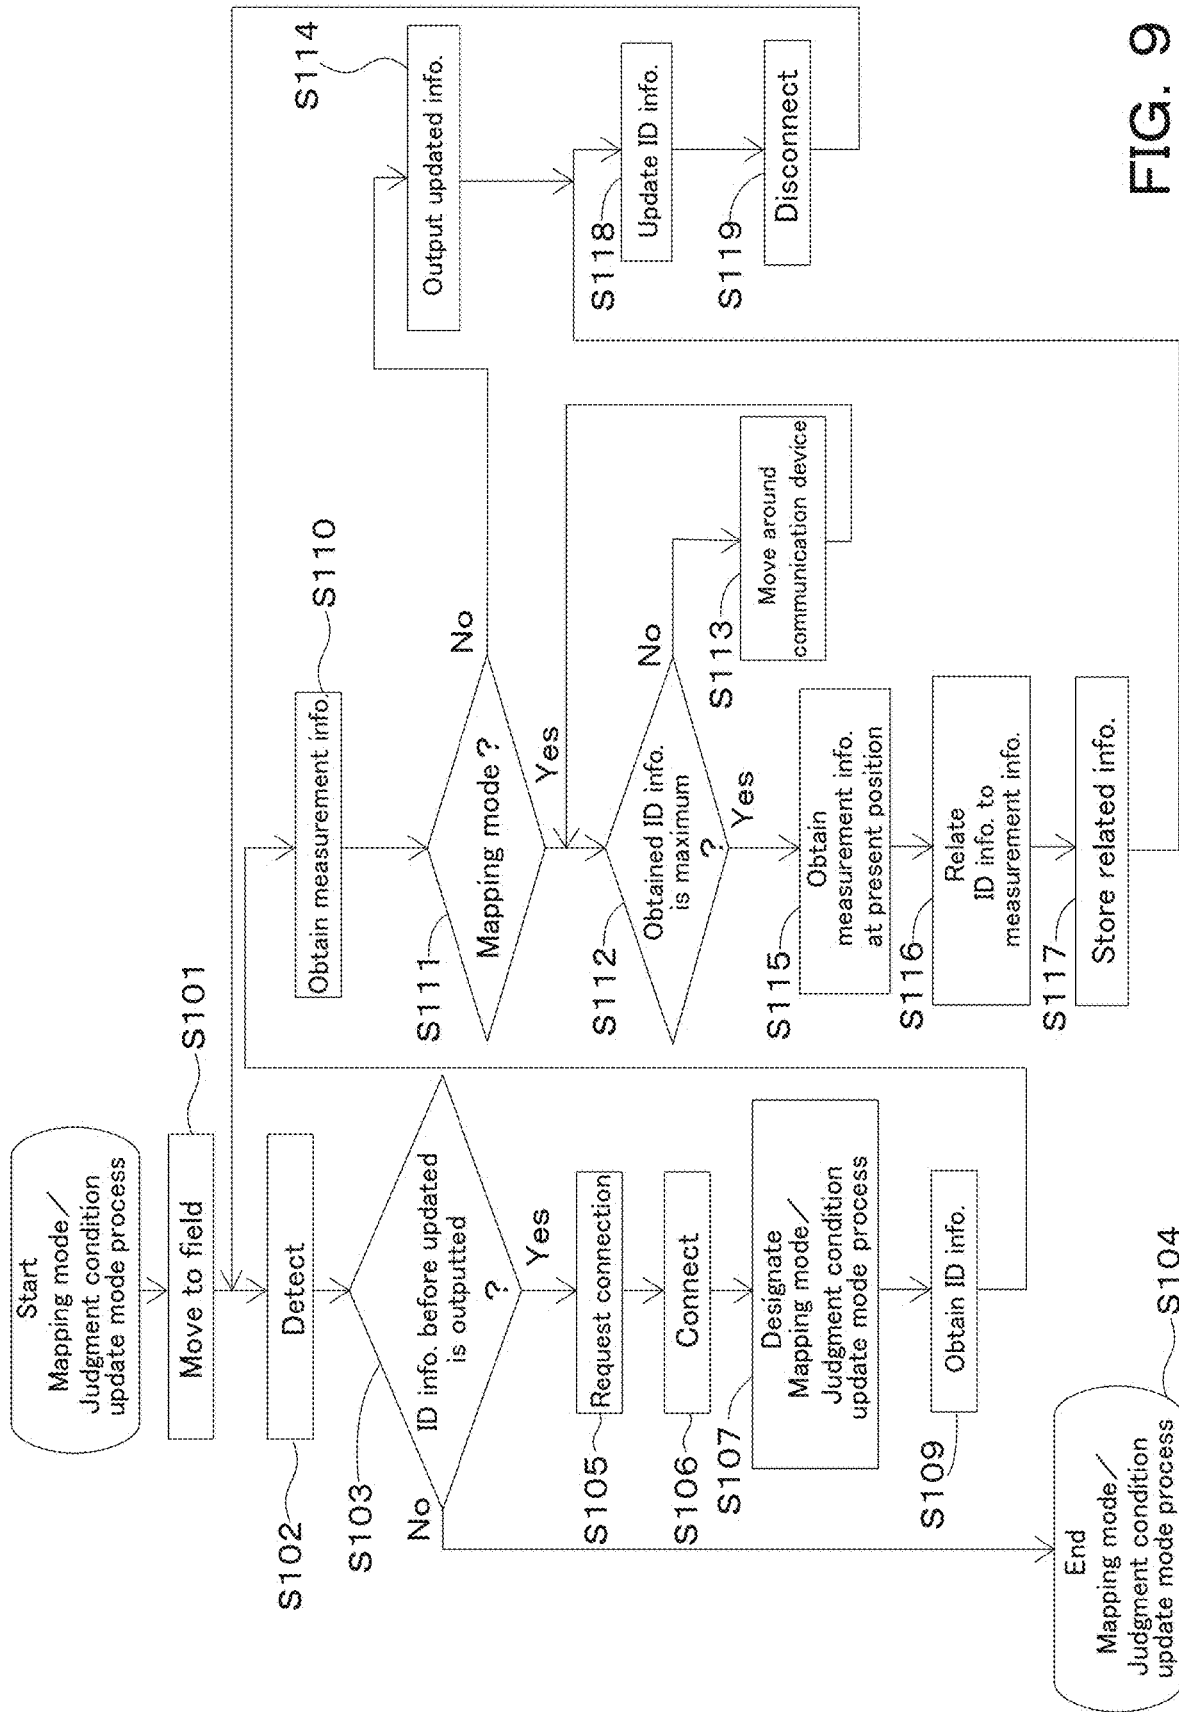 Start
Mapping mode/
Judgment condition
update mode process
Move to field
S101
Detect
S102
ID info. before updated
is outputted
?
S103
No
Yes
Request connection
S105
Connect
S106
Designate
Mapping mode/
Judgment condition
update mode process
S107
Obtain ID info.
S109
End
Mapping mode/
Judgment condition
update mode process
S104
Obtain measurement info.
S110
Mapping mode?
S111
No
Yes
Obtained ID info.
is maximum
?
S112
No
Yes
Move around
communication device
S113
Obtain
measurement info.
at present position
S115
Relate
ID info. to
measurement info.
S116
Store related info.
S117
Output updated info.
S114
Update ID info.
S118
Disconnect
S119
FIG. 9